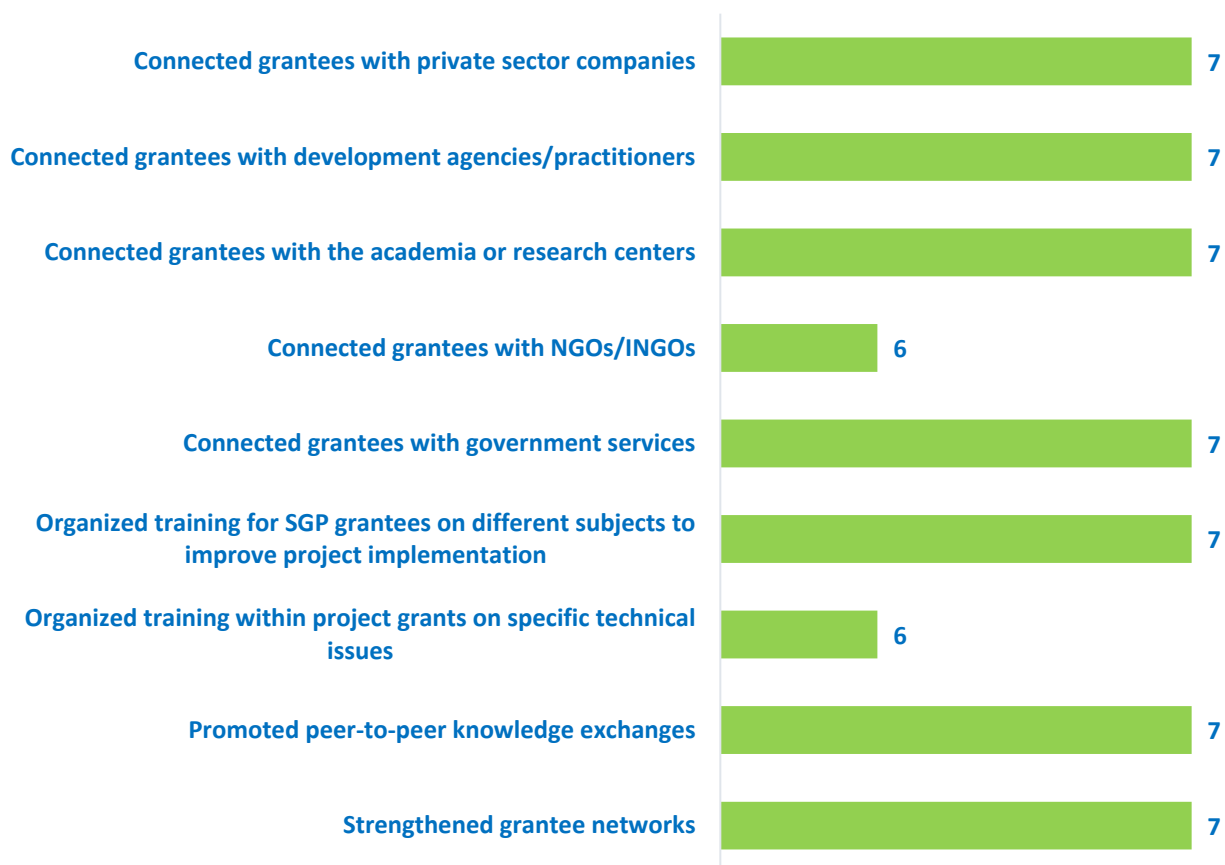 Connected grantees with private sector companies
7
Connected grantees with development agencies/practitioners
7
Connected grantees with the academia or research centers
7
Connected grantees with NGOs/INGOs
6
Connected grantees with government services
7
Organized training for SGP grantees on different subjects to
improve project implementation
7
Organized training within project grants on specific technical
issues
6
Promoted peer-to-peer knowledge exchanges
7
Strengthened grantee networks
7